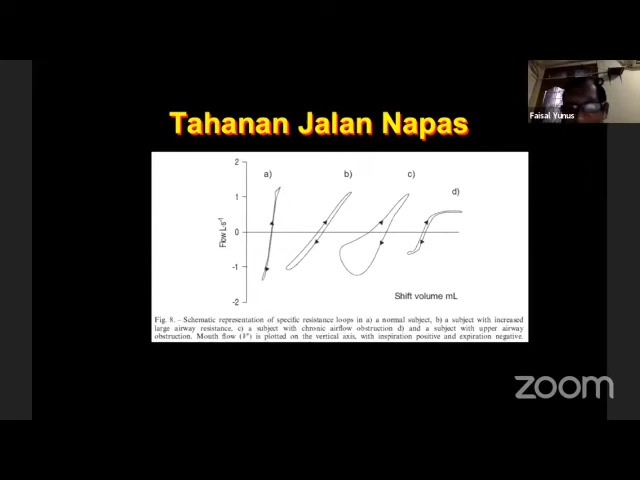 Faisal Yunus
Tahanan Jalan Napas
2
1
0
-1
-2
Flow L·s⁻¹
a)
b)
c)
d)
Shift volume mL
Fig. 8. – Schematic representation of specific resistance loops in a) a normal subject, b) a subject with increased
large airway resistance, c) a subject with chronic airflow obstruction d) and a subject with upper airway
obstruction. Mouth flow (V') is plotted on the vertical axis, with inspiration positive and expiration negative.
zoom